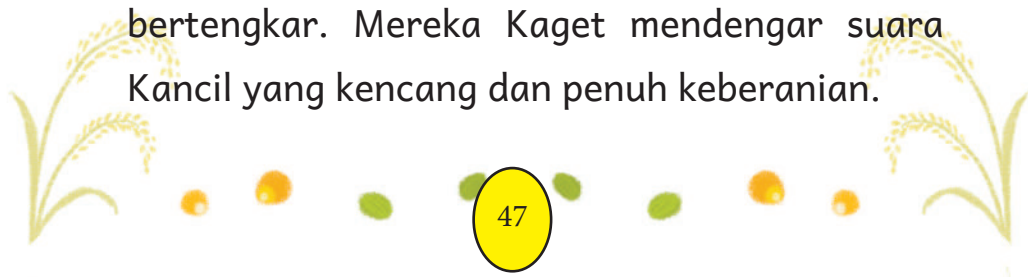 bertengkar. Mereka Kaget mendengar suara
Kancil yang kencang dan penuh keberanian.
47